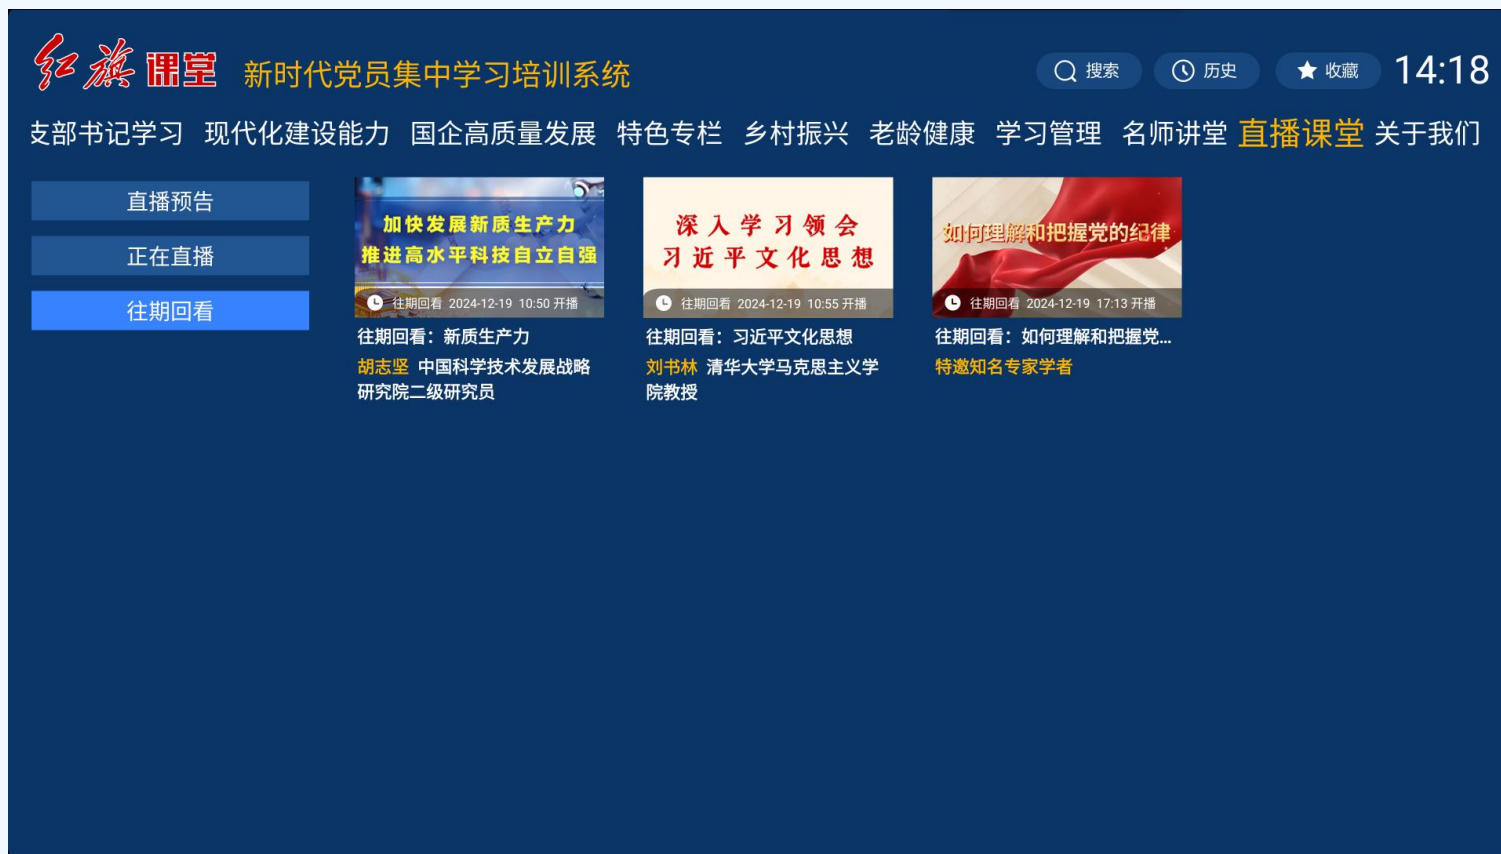 红旗课堂 新时代党员集中学习培训系统 搜索 历史 收藏 14:18
支部书记学习 现代化建设能力 国企高质量发展 特色专栏 乡村振兴 老龄健康 学习管理 名师讲堂 直播课堂 关于我们
直播预告
正在直播
往期回看
加快发展新质生产力
推进高水平科技自立自强
往期回看 2024-12-19 10:50 开播
往期回看：新质生产力
胡志坚 中国科学技术发展战略
研究院二级研究员
深入学习领会
习近平文化思想
往期回看 2024-12-19 10:55 开播
往期回看：习近平文化思想
刘书林 清华大学马克思主义学
院教授
如何理解和把握党的纪律
往期回看 2024-12-19 17:13 开播
往期回看：如何理解和把握党...
特邀知名专家学者